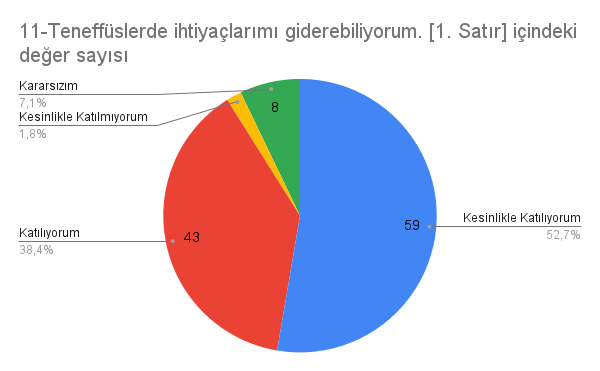 11-Teneffüslerde ihtiyaçlarımı giderebiliyorum. [1. Satır] içindeki
değer sayısı
Kararsızım
7,1%
Kesinlikle Katılmıyorum
1,8%
Katılıyorum
38,4%
8
43
59
Kesinlikle Katılıyorum
52,7%